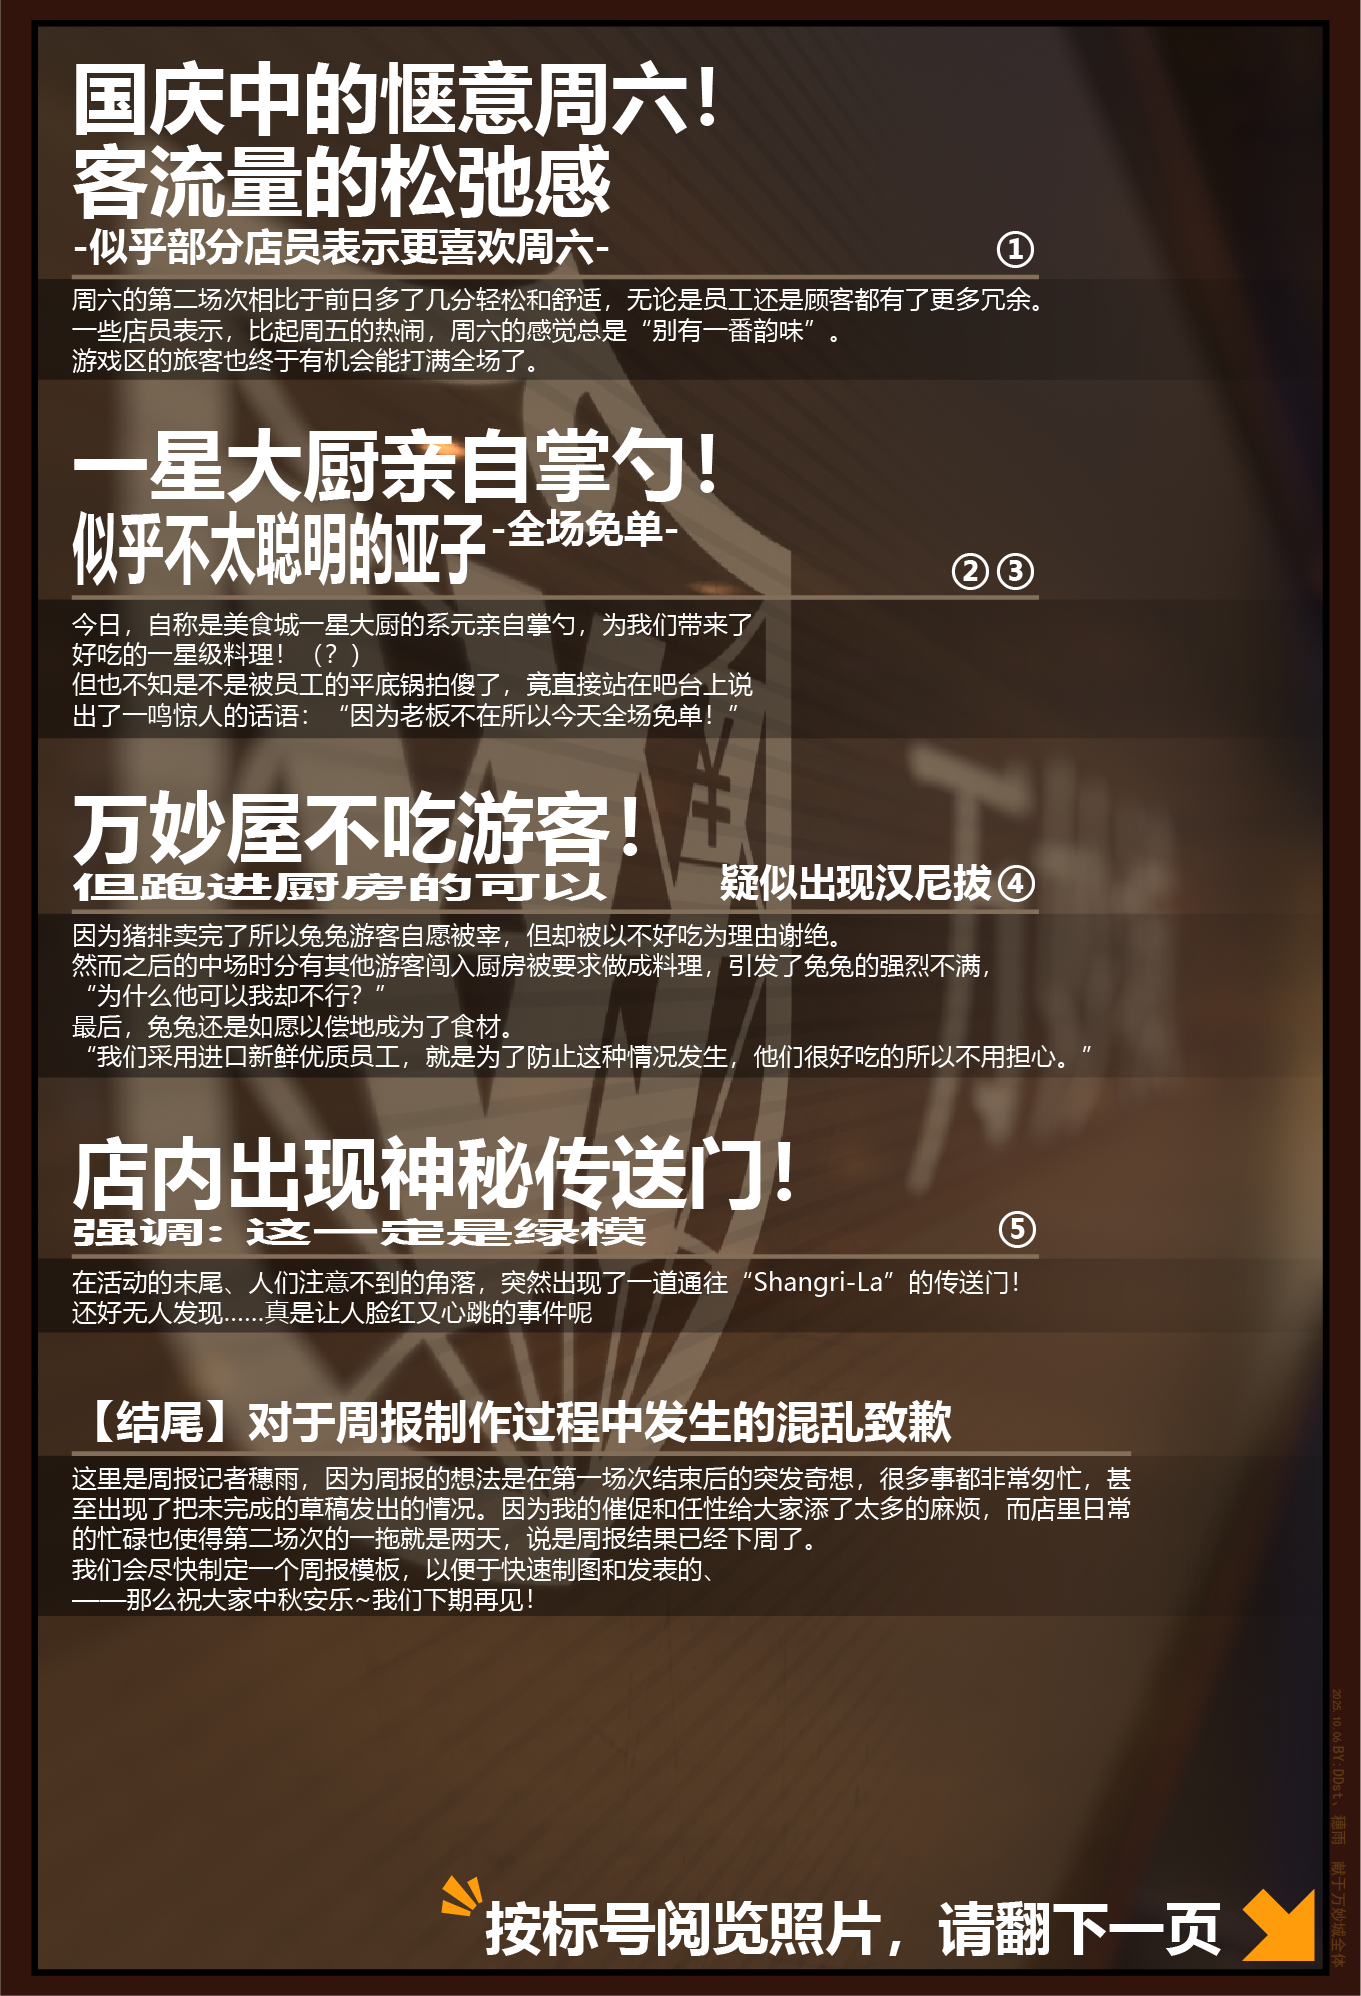 国庆中的惬意周六！
客流量的松弛感
-似乎部分店员表示更喜欢周六-
①
周六的第二场次相比于前日多了几分轻松和舒适，无论是员工还是顾客都有了更多冗余。
一些店员表示，比起周五的热闹，周六的感觉总是“别有一番韵味”。
游戏区的旅客也终于有机会能打满全场了。
一星大厨亲自掌勺！
似乎不太聪明的亚子 -全场免单-
②③
今日，自称是美食城一星大厨的系元亲自掌勺，为我们带来了
好吃的一星级料理！（？）
但也不知是不是被员工的平底锅拍傻了，竟直接站在吧台上说
出了一鸣惊人的话语：“因为老板不在所以今天全场免单！”
万妙屋不吃游客！
但跑进厨房的可以
疑似出现汉尼拔④
因为猪排卖完了所以兔兔游客自愿被宰，但却被以不好吃为理由谢绝。
然而之后的中场时分有其他游客闯入厨房被要求做成料理，引发了兔兔的强烈不满，
“为什么他可以我却不行？”
最后，兔兔还是如愿以偿地成为了食材。
“我们采用进口新鲜优质员工，就是为了防止这种情况发生，他们很好吃的所以不用担心。”
店内出现神秘传送门！
强调：这一定是绿模
⑤
在活动的末尾、人们注意不到的角落，突然出现了一道通往“Shangri-La”的传送门！
还好无人发现......真是让人脸红又心跳的事件呢
【结尾】对于周报制作过程中发生的混乱致歉
这里是周报记者穗雨，因为周报的想法是在第一场次结束后的突发奇想，很多事都非常匆忙，甚
至出现了把未完成的草稿发出的情况。因为我的催促和任性给大家添了太多的麻烦，而店里日常
的忙碌也使得第二场次的一拖就是两天，说是周报结果已经下周了。
我们会尽快制定一个周报模板，以便于快速制图和发表的、
——那么祝大家中秋安乐~我们下期再见！
按标号阅览照片，请翻下一页
2025.10.06 BY:DDst、穗雨 献于万妙城全体